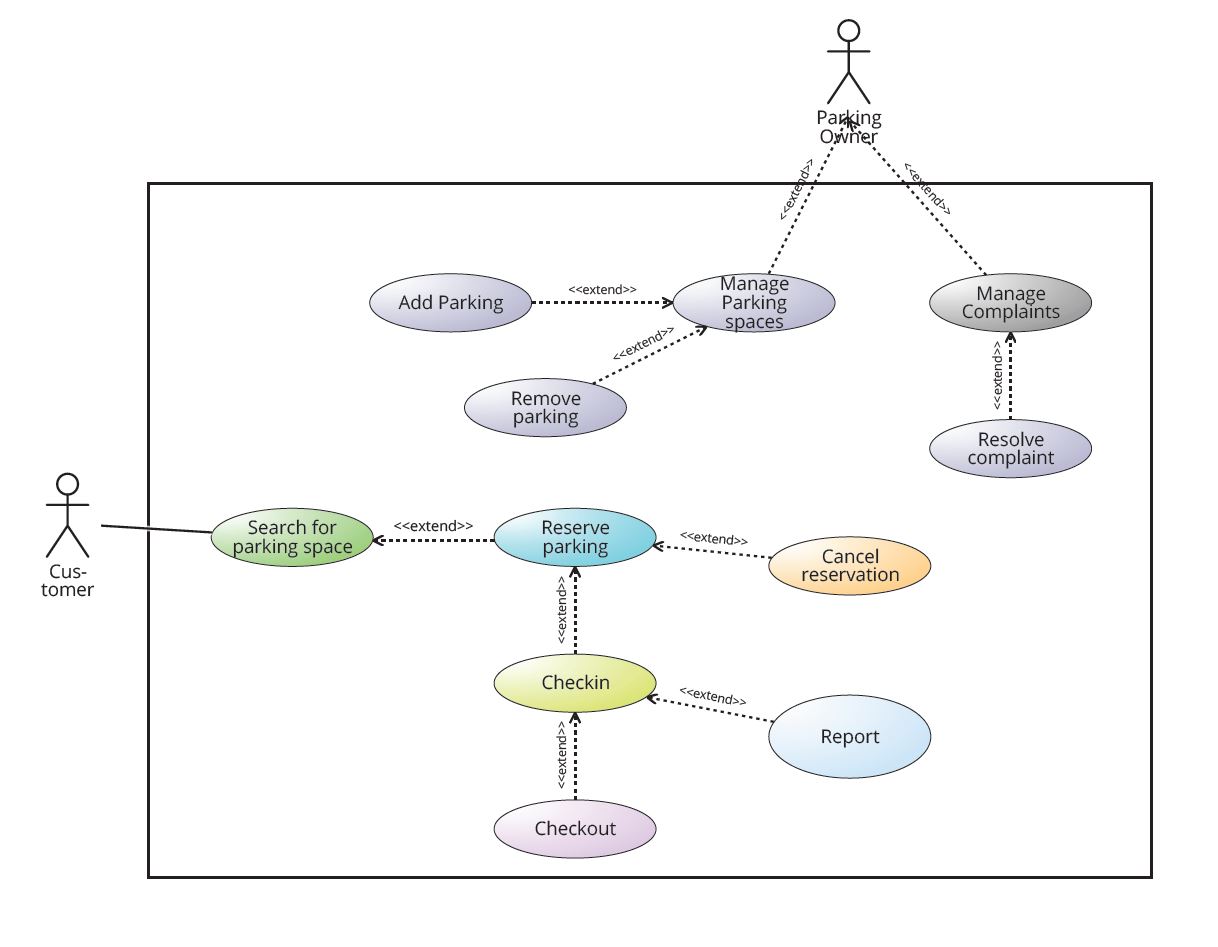 Parking
Owner
<<extend>>
<<extend>>
Add Parking
<<extend>>
Manage
Parking
spaces
Manage
Complaints
<<extend>>
Remove
parking
<<extend>>
Resolve
complaint
Cus-
tomer
Search for
parking space
<<extend>>
Reserve
parking
<<extend>>
Cancel
reservation
<<extend>>
Checkin
<<extend>>
Report
<<extend>>
Checkout